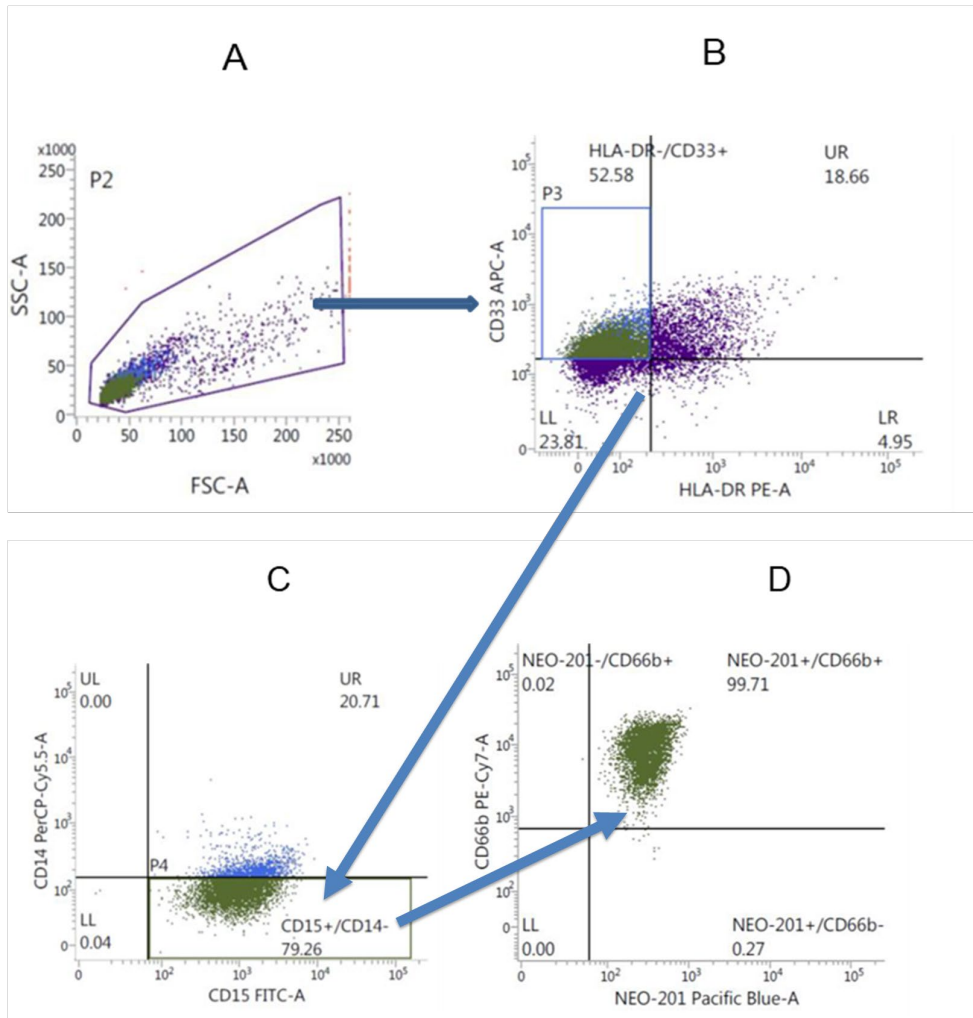 A
B
x1000
P2
250
200
150
100
50
0
SSC-A
0 50 100 150 200 250
x1000
FSC-A
HLA-DR-/CD33+
52.58
UR
18.66
P3
10^5
10^4
10^3
10^2
0
CD33 APC-A
LL
23.81
LR
4.95
0 10^2 10^3 10^4 10^5
HLA-DR PE-A
C
D
UL
0.00
UR
20.71
10^5
10^4
10^3
10^2
0
CD14 PerCP-Cy5.5-A
P4
LL
0.04
CD15+/CD14-
79.26
10^2 10^3 10^4 10^5
CD15 FITC-A
NEO-201-/CD66b+
0.02
NEO-201+/CD66b+
99.71
10^5
10^4
10^3
10^2
0
CD66b PE-Cy7-A
LL
0.00
NEO-201+/CD66b-
0.27
0 10^2 10^3 10^4 10^5
NEO-201 Pacific Blue-A